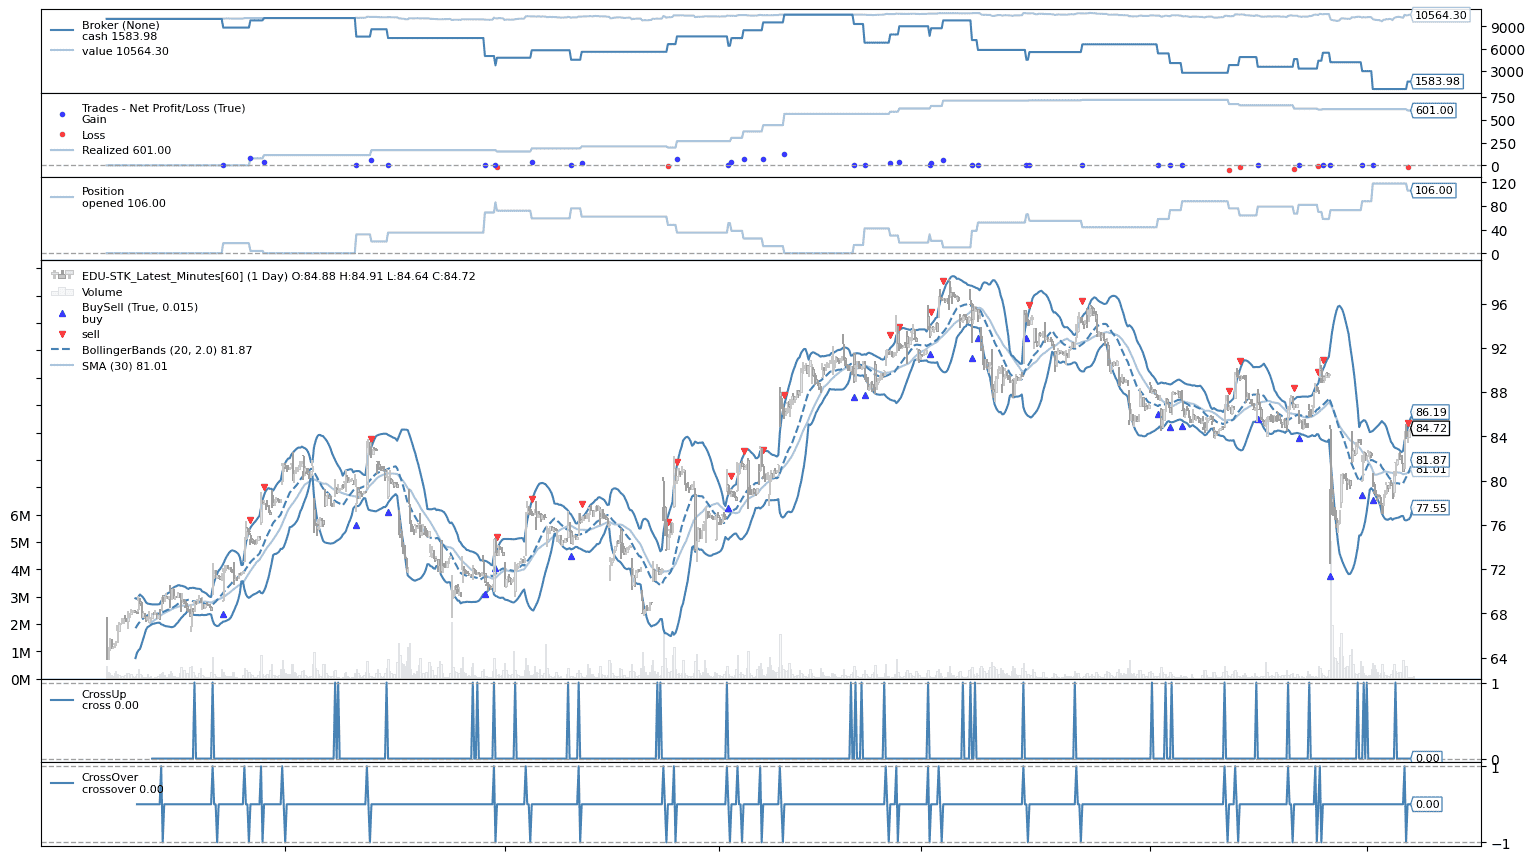 Broker (None)
cash 1583.98
value 10564.30
10564.30
9000
6000
3000
1583.98
Trades - Net Profit/Loss (True)
Gain
Loss
Realized 601.00
750
601.00
500
250
0
Position
opened 106.00
120
106.00
80
40
0
EDU-STK_Latest_Minutes[60] (1 Day) O:84.88 H:84.91 L:84.64 C:84.72
Volume
BuySell (True, 0.015)
buy
sell
BollingerBands (20, 2.0) 81.87
SMA (30) 81.01
96
92
88
86.19
84.72
84
81.87
81.01
80
77.55
76
72
68
64
6M
5M
4M
3M
2M
1M
0M
CrossUp
cross 0.00
1
0.00
0
CrossOver
crossover 0.00
1
0.00
−1